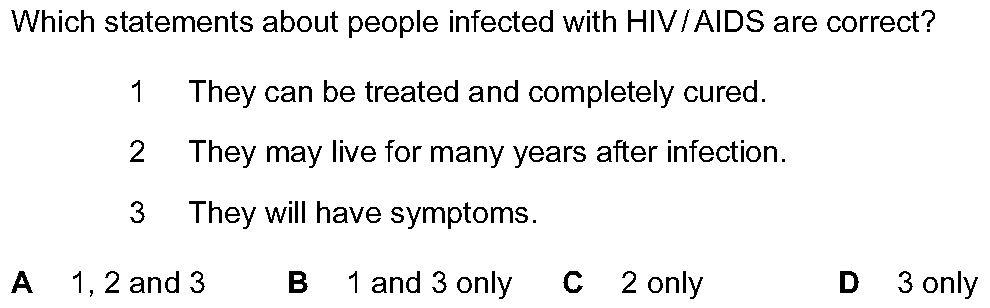 Which statements about people infected with HIV/AIDS are correct?
1 They can be treated and completely cured.
2 They may live for many years after infection.
3 They will have symptoms.
A 1, 2 and 3 B 1 and 3 only C 2 only D 3 only